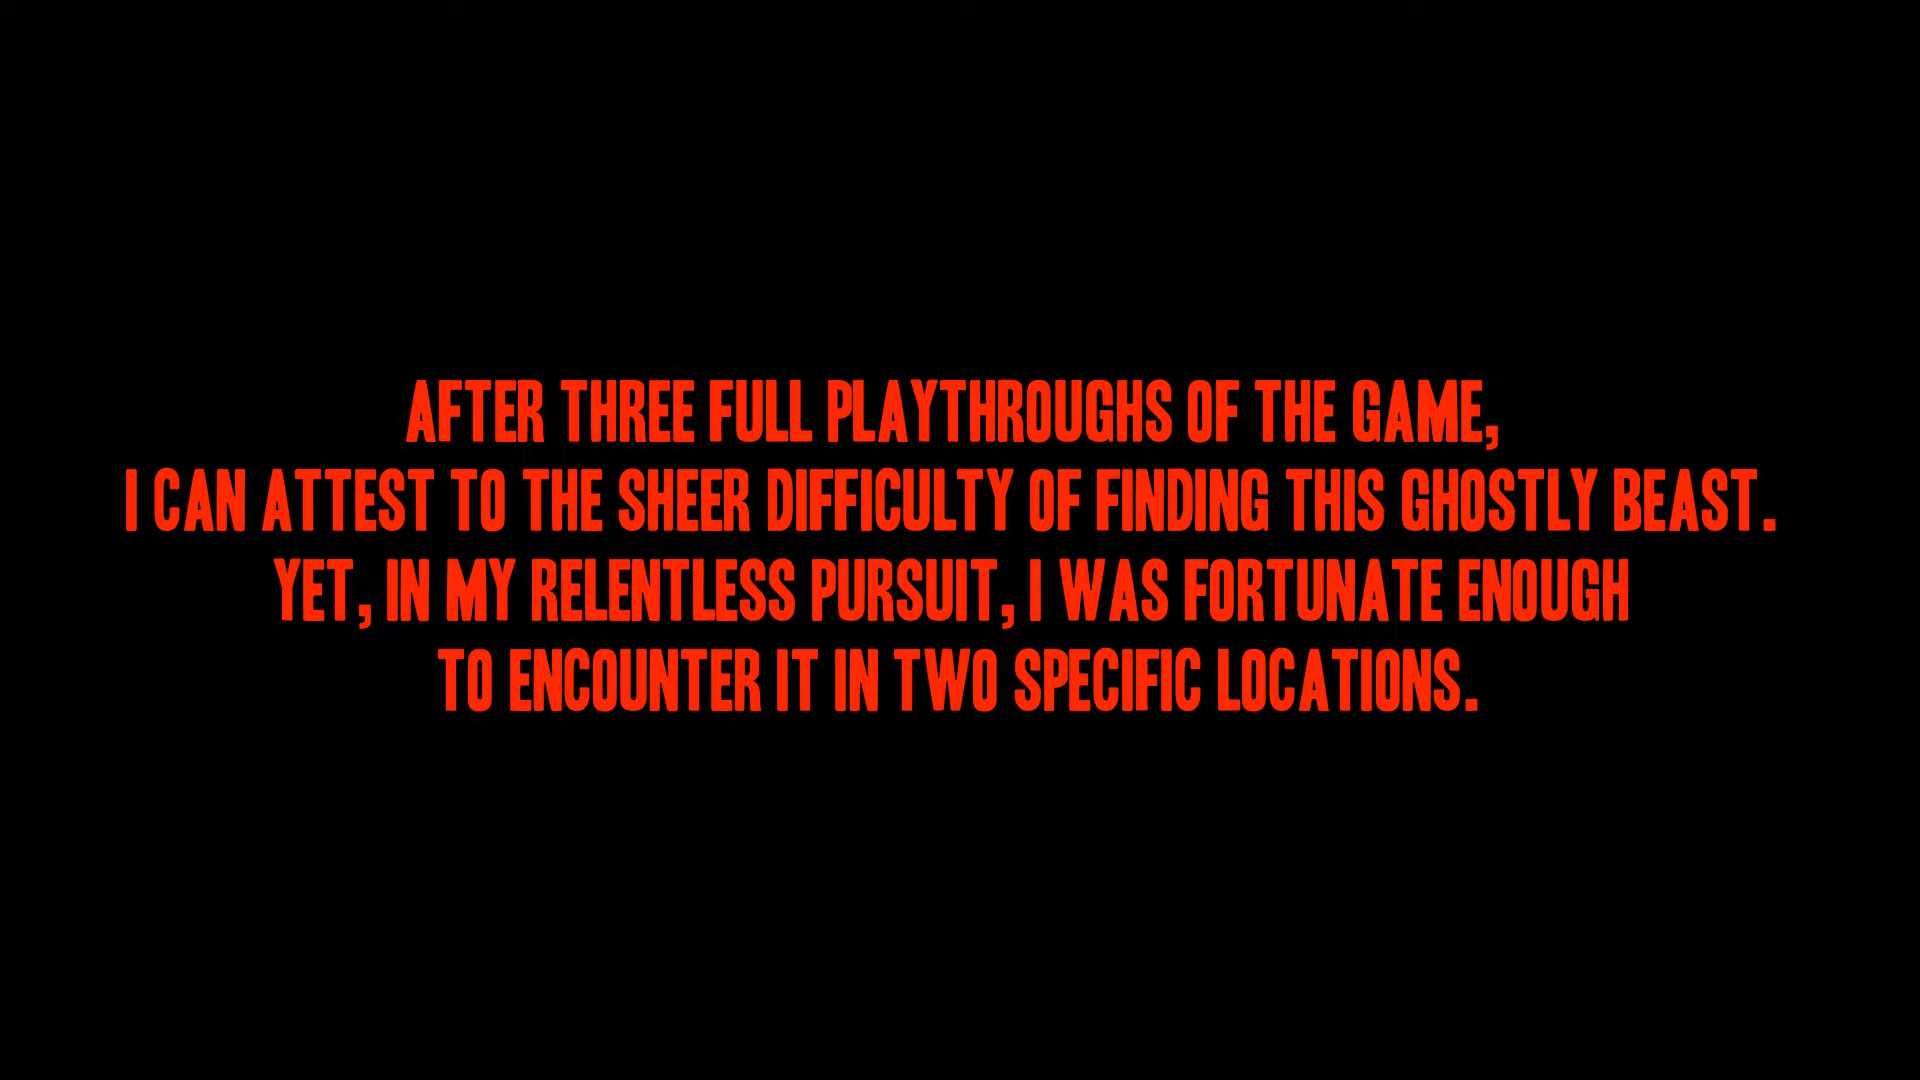 AFTER THREE FULL PLAYTHROUGHS OF THE GAME,
I CAN ATTEST TO THE SHEER DIFFICULTY OF FINDING THIS GHOSTLY BEAST.
YET, IN MY RELENTLESS PURSUIT, I WAS FORTUNATE ENOUGH
TO ENCOUNTER IT IN TWO SPECIFIC LOCATIONS.